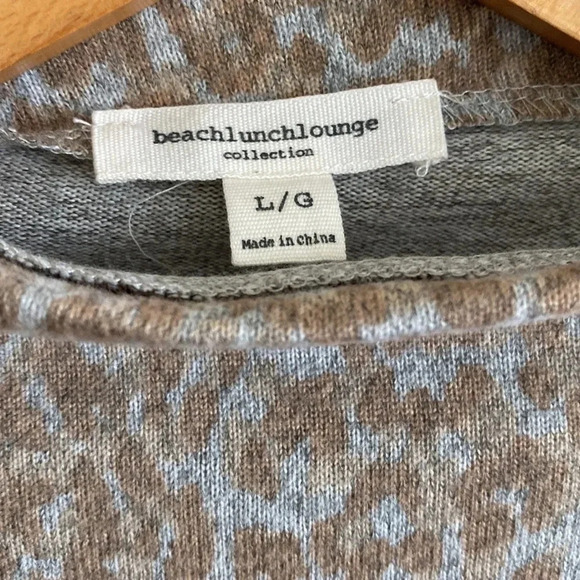 beachlunchlounge
collection
L/G
Made in China